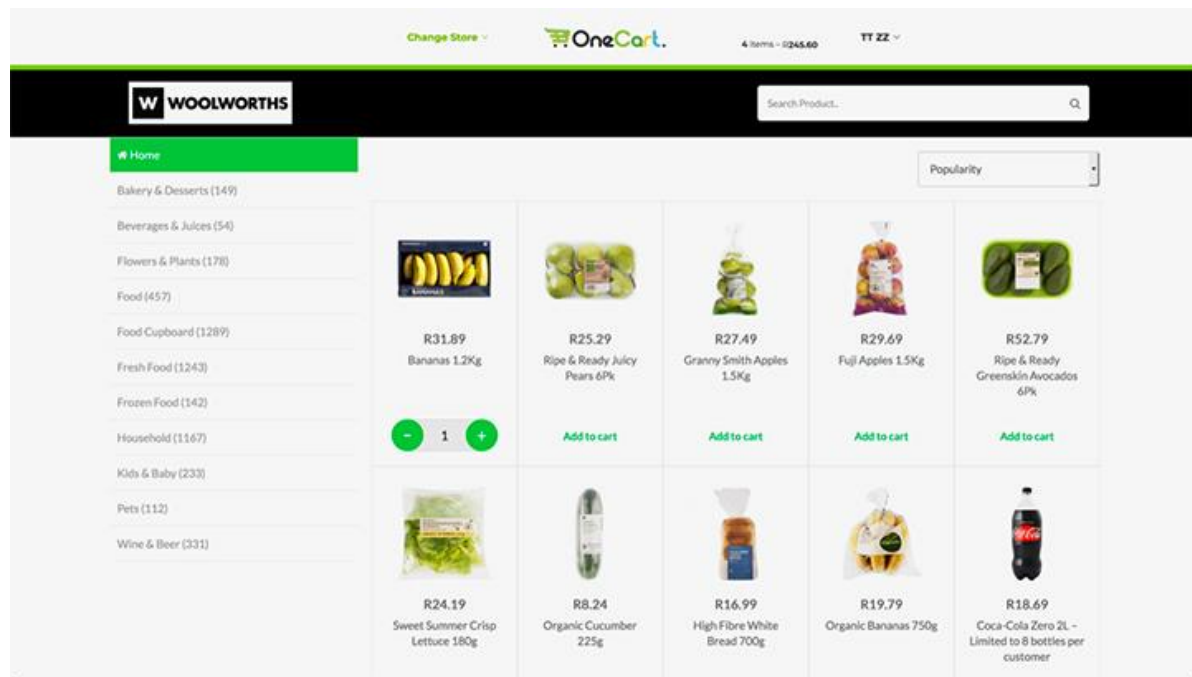 Change Store
OneCart.
4 items - R245.60
TT ZZ
W WOOLWORTHS
Search Product..
Home
Popularity
Bakery & Desserts (149)
Beverages & Juices (54)
Flowers & Plants (178)
Food (457)
Food Cupboard (1289)
Fresh Food (1243)
Frozen Food (142)
Household (1167)
Kids & Baby (233)
Pets (112)
Wine & Beer (331)
R31.89
Bananas 1.2Kg
- 1 +
R25.29
Ripe & Ready Juicy
Pears 6Pk
Add to cart
R27.49
Granny Smith Apples
1.5Kg
Add to cart
R29.69
Fuji Apples 1.5Kg
Add to cart
R52.79
Ripe & Ready
Greenskin Avocados
6Pk
Add to cart
R24.19
Sweet Summer Crisp
Lettuce 180g
R8.24
Organic Cucumber
225g
R16.99
High Fibre White
Bread 700g
R19.79
Organic Bananas 750g
R18.69
Coca-Cola Zero 2L –
Limited to 8 bottles per
customer